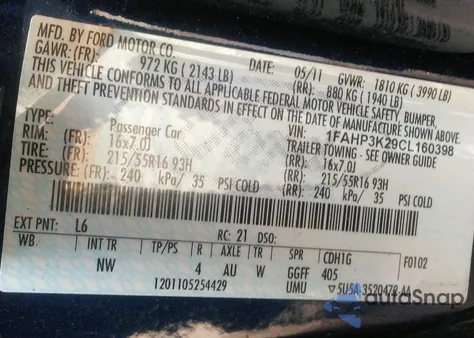 MFD. BY FORD MOTOR CO.
DATE: 05/11 GVWR: 1810 KG ( 3990 LB)
GAWR: (FR): 972 KG ( 2143 LB) (RR): 880 KG ( 1940 LB)
THIS VEHICLE CONFORMS TO ALL APPLICABLE FEDERAL MOTOR VEHICLE SAFETY, BUMPER,
AND THEFT PREVENTION STANDARDS IN EFFECT ON THE DATE OF MANUFACTURE SHOWN ABOVE.
VIN: 1FAHP3K29CL160398
TYPE: Passenger Car TRAILER TOWING - SEE OWNER GUIDE
RIM: (FR): 16x7.0J (RR): 16x7.0J
TIRE: (FR): 215/55R16 93H (RR): 215/55R16 93H
PRESSURE: (FR): 240 kPa/ 35 PSI COLD (RR): 240 kPa/ 35 PSI COLD
EXT PNT: L6 RC: 21 DSO: F0102
WB INT TR TP/PS R AXLE TR SPR CDH1G
NW 4 AU W GGFF 405
1201105254429 UMU 5U5A-3520472-AA
autoSnap